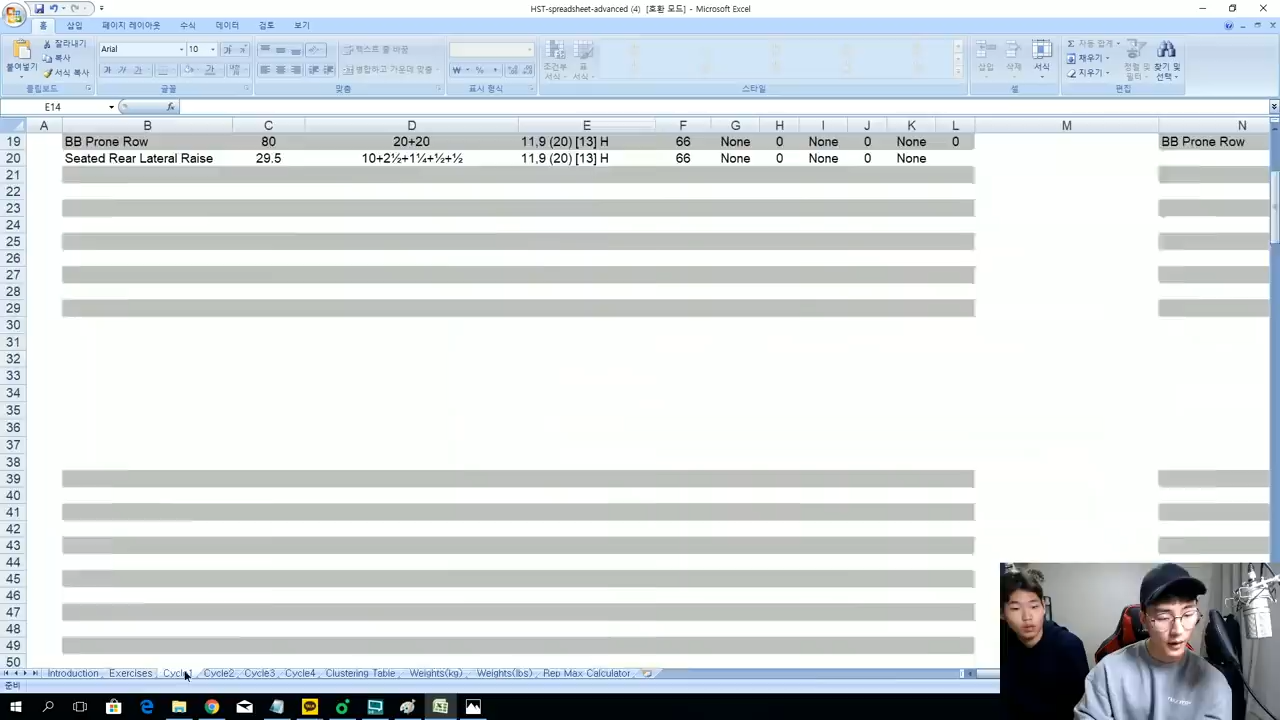 HST-spreadsheet-advanced (4) [호환 모드] - Microsoft Excel
홈 삽입 페이지 레이아웃 수식 데이터 검토 보기
붙여넣기 잘라내기 복사 서식 복사 클립보드
Arial 10 글꼴
텍스트 줄 바꿈 병합하고 가운데 맞춤 맞춤
표시 형식
조건부 서식 표 서식 스타일
삽입 삭제 서식 셀
자동 합계 채우기 지우기 정렬 및 필터 찾기 및 선택 편집
E14 fx
A B C D E F G H I J K L M N
19 BB Prone Row 80 20+20 11,9 (20) [13] H 66 None 0 None 0 None 0 BB Prone Row
20 Seated Rear Lateral Raise 29.5 10+2½+1¼+½+½ 11,9 (20) [13] H 66 None 0 None 0 None
21
22
23
24
25
26
27
28
29
30
31
32
33
34
35
36
37
38
39
40
41
42
43
44
45
46
47
48
49
50
Introduction Exercises Cycle1 Cycle2 Cycle3 Cycle4 Clustering Table Weights(kg) Weights(lbs) Rep Max Calculator
준비